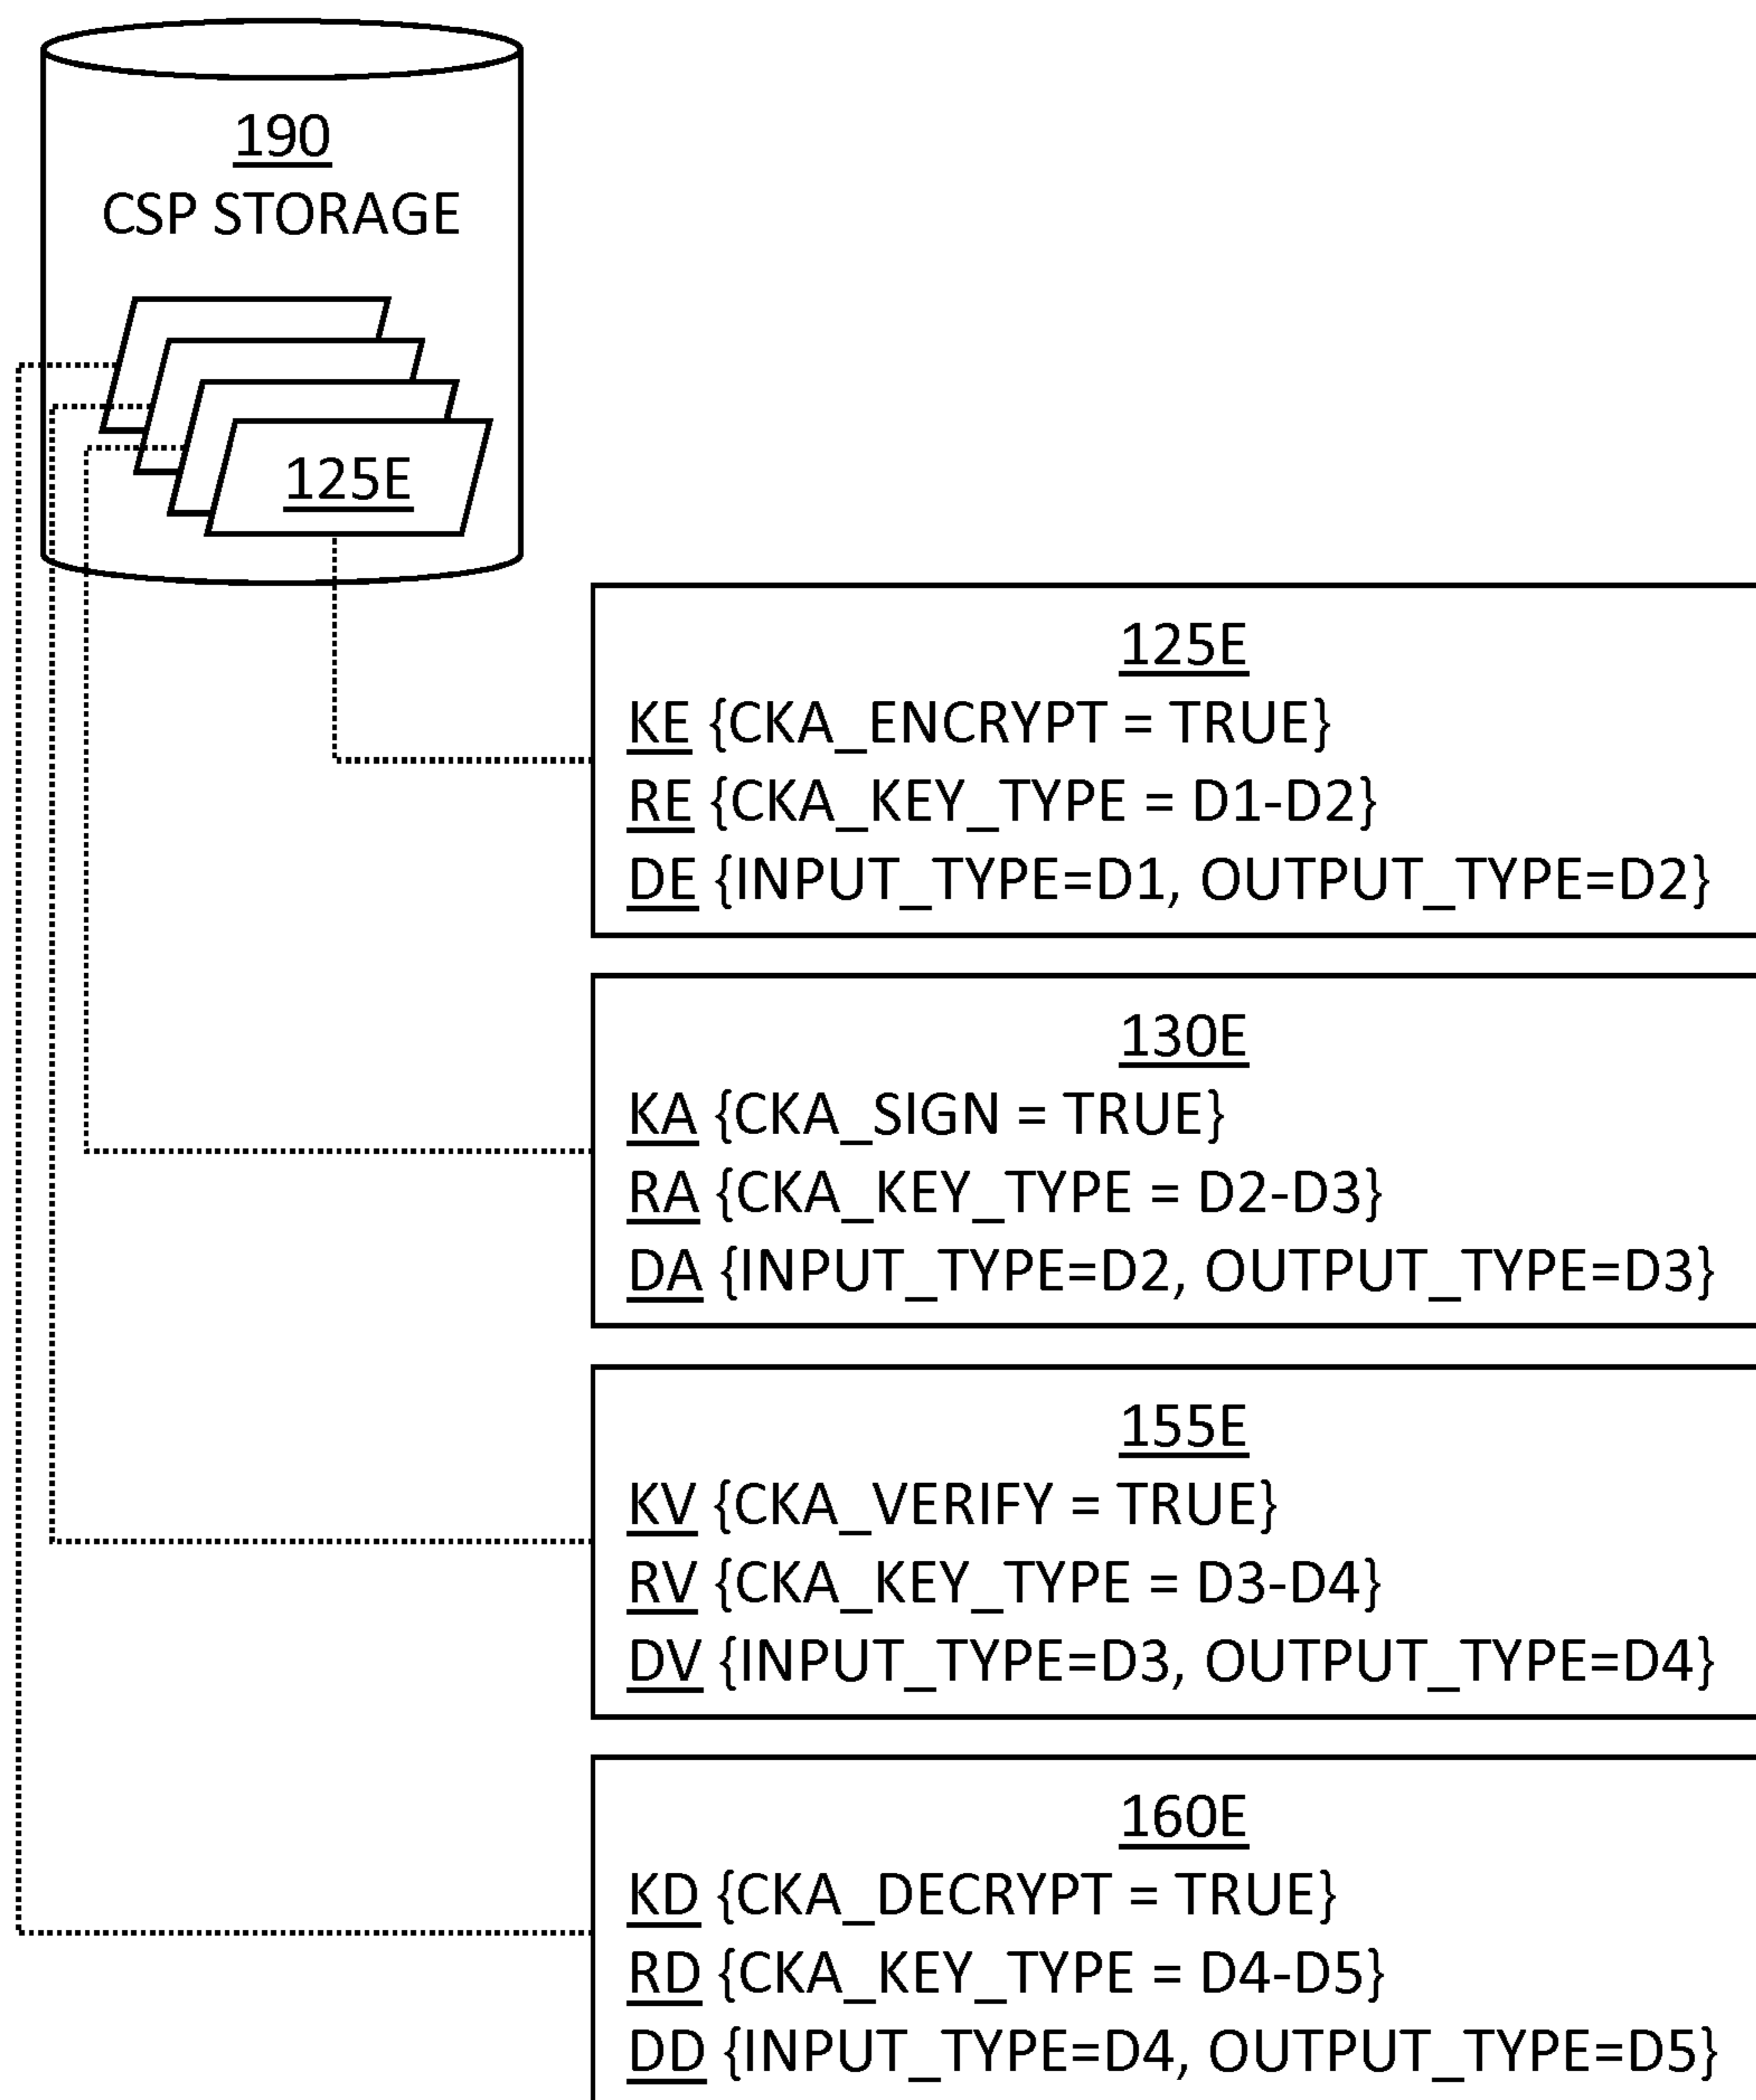 190
CSP STORAGE
125E
125E
KE {CKA_ENCRYPT = TRUE}
RE {CKA_KEY_TYPE = D1-D2}
DE {INPUT_TYPE=D1, OUTPUT_TYPE=D2}
130E
KA {CKA_SIGN = TRUE}
RA {CKA_KEY_TYPE = D2-D3}
DA {INPUT_TYPE=D2, OUTPUT_TYPE=D3}
155E
KV {CKA_VERIFY = TRUE}
RV {CKA_KEY_TYPE = D3-D4}
DV {INPUT_TYPE=D3, OUTPUT_TYPE=D4}
160E
KD {CKA_DECRYPT = TRUE}
RD {CKA_KEY_TYPE = D4-D5}
DD {INPUT_TYPE=D4, OUTPUT_TYPE=D5}